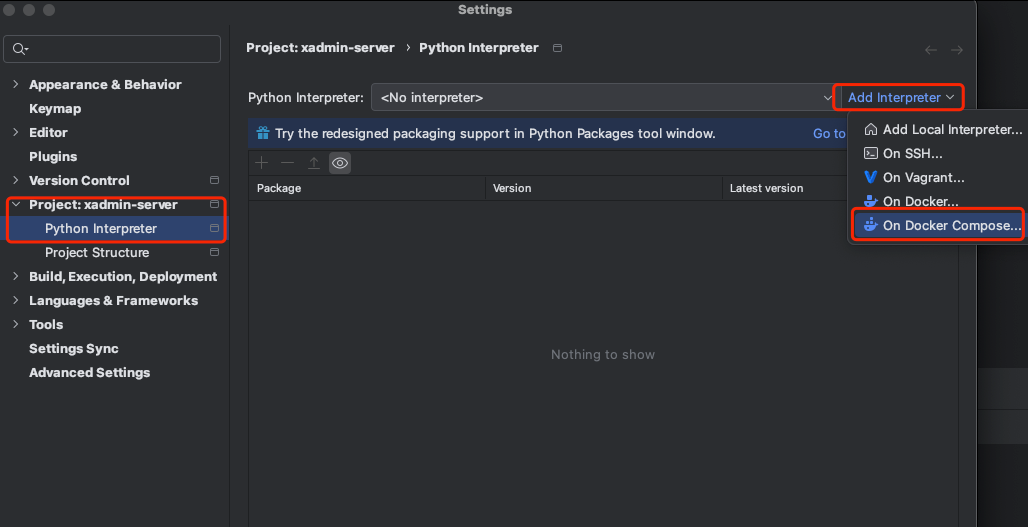 Settings
Project: xadmin-server › Python Interpreter
Python Interpreter: <No interpreter> Add Interpreter
Try the redesigned packaging support in Python Packages tool window. Go to
Package Version Latest version
Nothing to show
Appearance & Behavior
Keymap
Editor
Plugins
Version Control
Project: xadmin-server
Python Interpreter
Project Structure
Build, Execution, Deployment
Languages & Frameworks
Tools
Settings Sync
Advanced Settings
Add Local Interpreter...
On SSH...
On Vagrant...
On Docker...
On Docker Compose...